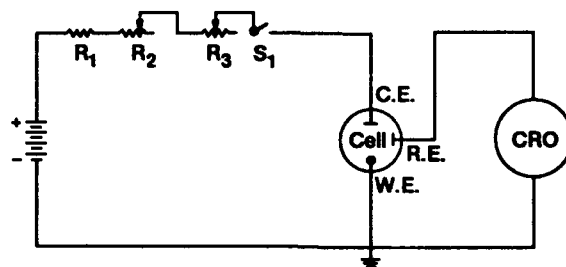 R1 R2 R3 S1
C.E.
+
Cell
CRO
-
R.E.
W.E.